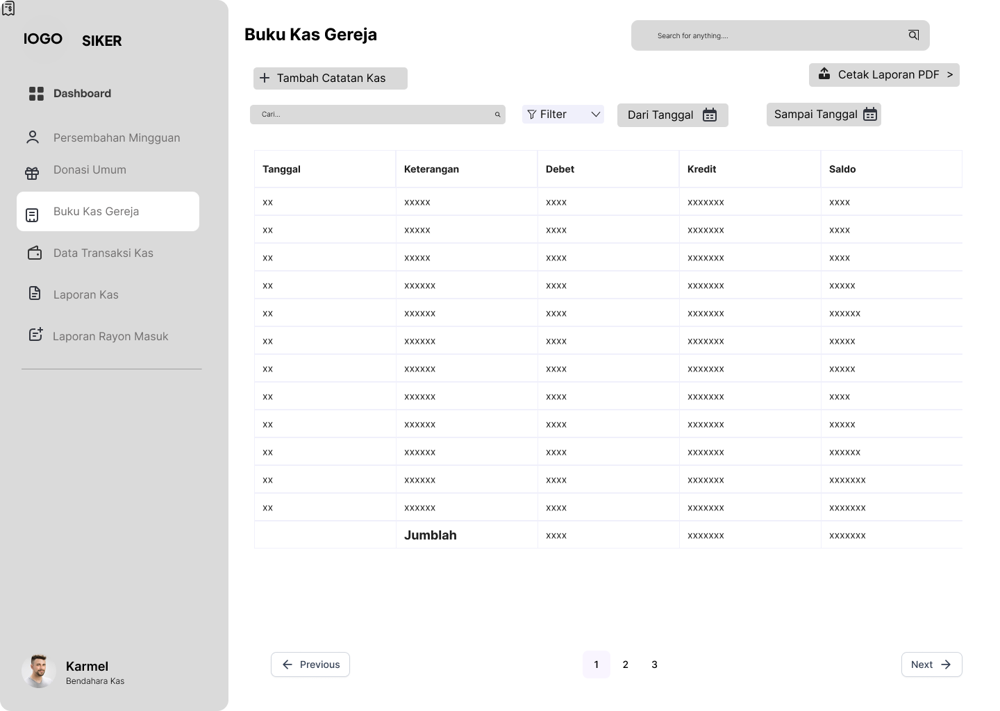 lOGO SIKER
Dashboard
Persembahan Mingguan
Donasi Umum
Buku Kas Gereja
Data Transaksi Kas
Laporan Kas
Laporan Rayon Masuk
Karmel
Bendahara Kas
Buku Kas Gereja
Search for anything....
Tambah Catatan Kas
Cetak Laporan PDF >
Cari...
Filter
Dari Tanggal
Sampai Tanggal
Tanggal Keterangan Debet Kredit Saldo
xx xxxxx xxxx xxxxxxx xxxx
xx xxxxx xxxx xxxxxxx xxxx
xx xxxxx xxxx xxxxxxx xxxx
xx xxxxxx xxxx xxxxxxx xxxxx
xx xxxxxx xxxx xxxxxxx xxxxxx
xx xxxxxx xxxx xxxxxxx xxxxx
xx xxxxxx xxxx xxxxxxx xxxxx
xx xxxxxx xxxx xxxxxxx xxxx
xx xxxxxx xxxx xxxxxxx xxxxx
xx xxxxxx xxxx xxxxxxx xxxxxx
xx xxxxxx xxxx xxxxxxx xxxxxxx
xx xxxxxx xxxx xxxxxxx xxxxxxx
Jumblah xxxx xxxxxxx xxxxxxx
Previous 1 2 3 Next